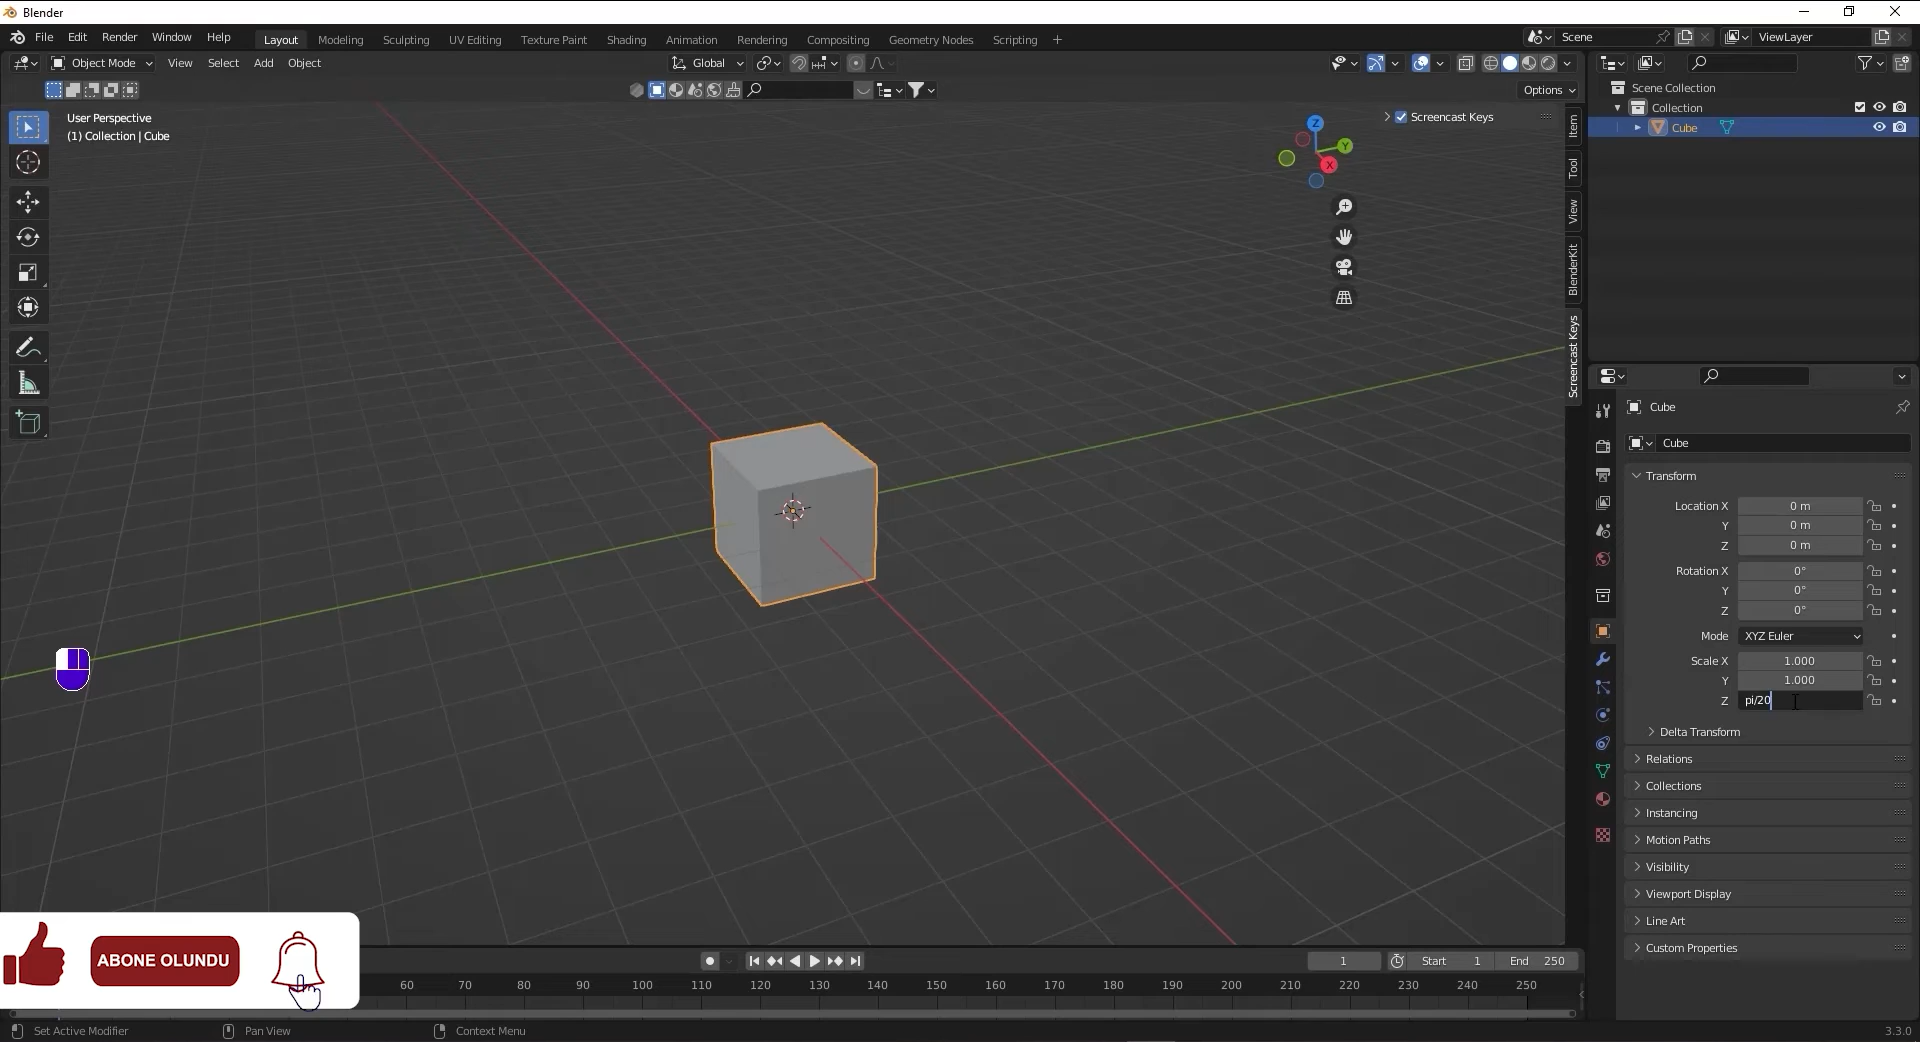 Blender
File Edit Render Window Help
Layout Modeling Sculpting UV Editing Texture Paint Shading Animation Rendering Compositing Geometry Nodes Scripting +
Scene ViewLayer
Object Mode View Select Add Object
Global
Options
User Perspective
(1) Collection | Cube
Screencast Keys
Z
Y
X
Item
Tool
View
BlenderKit
Screencast Keys
Scene Collection
Collection
Cube
Cube
Cube
Transform
Location X 0 m
Y 0 m
Z 0 m
Rotation X 0°
Y 0°
Z 0°
Mode XYZ Euler
Scale X 1.000
Y 1.000
Z pi/20
Delta Transform
Relations
Collections
Instancing
Motion Paths
Visibility
Viewport Display
Line Art
Custom Properties
ABONE OLUNDU
1 Start 1 End 250
60 70 80 90 100 110 120 130 140 150 160 170 180 190 200 210 220 230 240 250
Set Active Modifier Pan View Context Menu 3.3.0